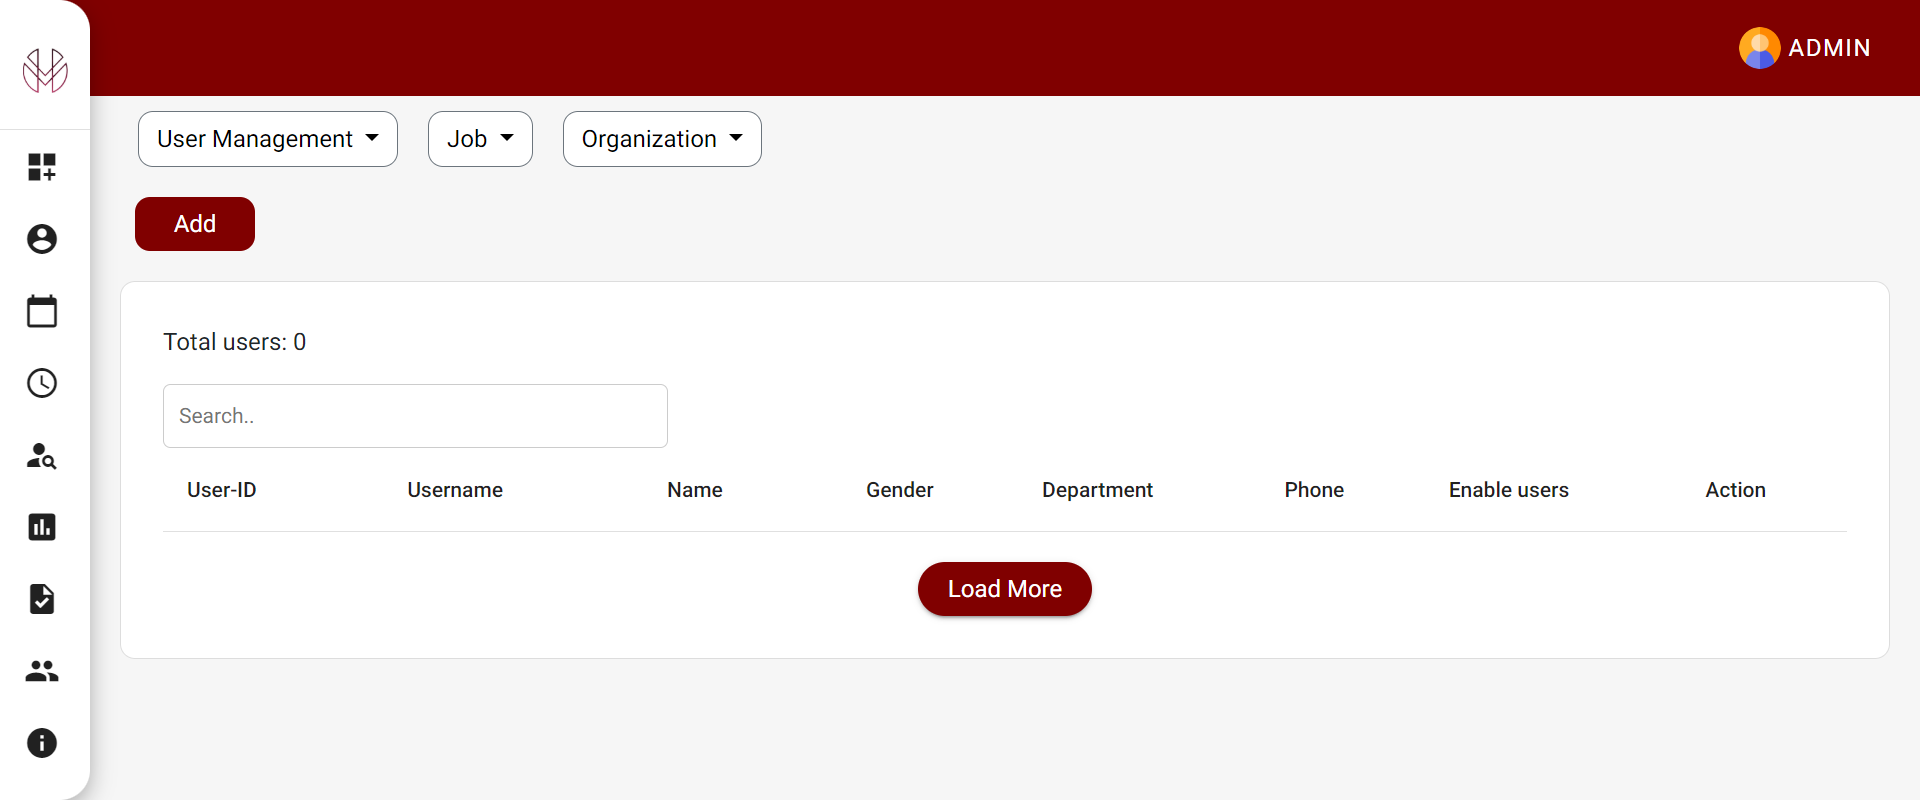 ADMIN
User Management Job Organization
Add
Total users: 0
Search..
User-ID Username Name Gender Department Phone Enable users Action
Load More